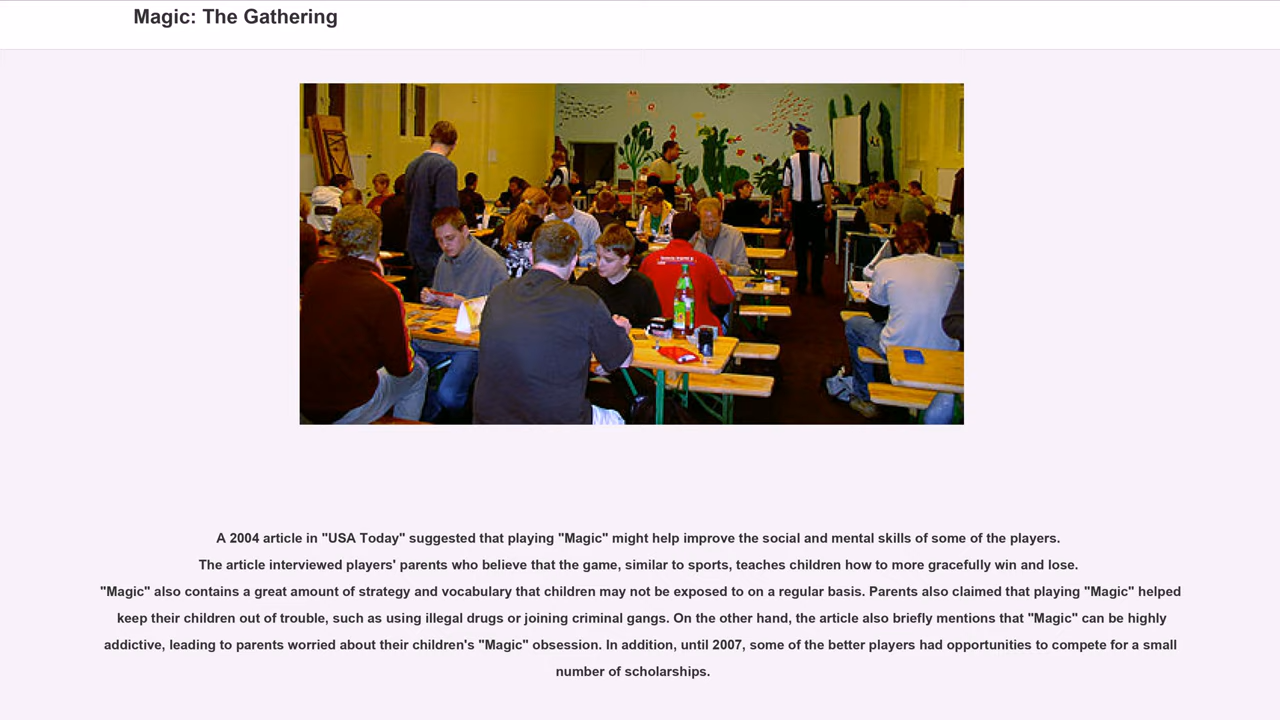 Magic: The Gathering
A 2004 article in "USA Today" suggested that playing "Magic" might help improve the social and mental skills of some of the players.
The article interviewed players' parents who believe that the game, similar to sports, teaches children how to more gracefully win and lose.
"Magic" also contains a great amount of strategy and vocabulary that children may not be exposed to on a regular basis. Parents also claimed that playing "Magic" helped
keep their children out of trouble, such as using illegal drugs or joining criminal gangs. On the other hand, the article also briefly mentions that "Magic" can be highly
addictive, leading to parents worried about their children's "Magic" obsession. In addition, until 2007, some of the better players had opportunities to compete for a small
number of scholarships.